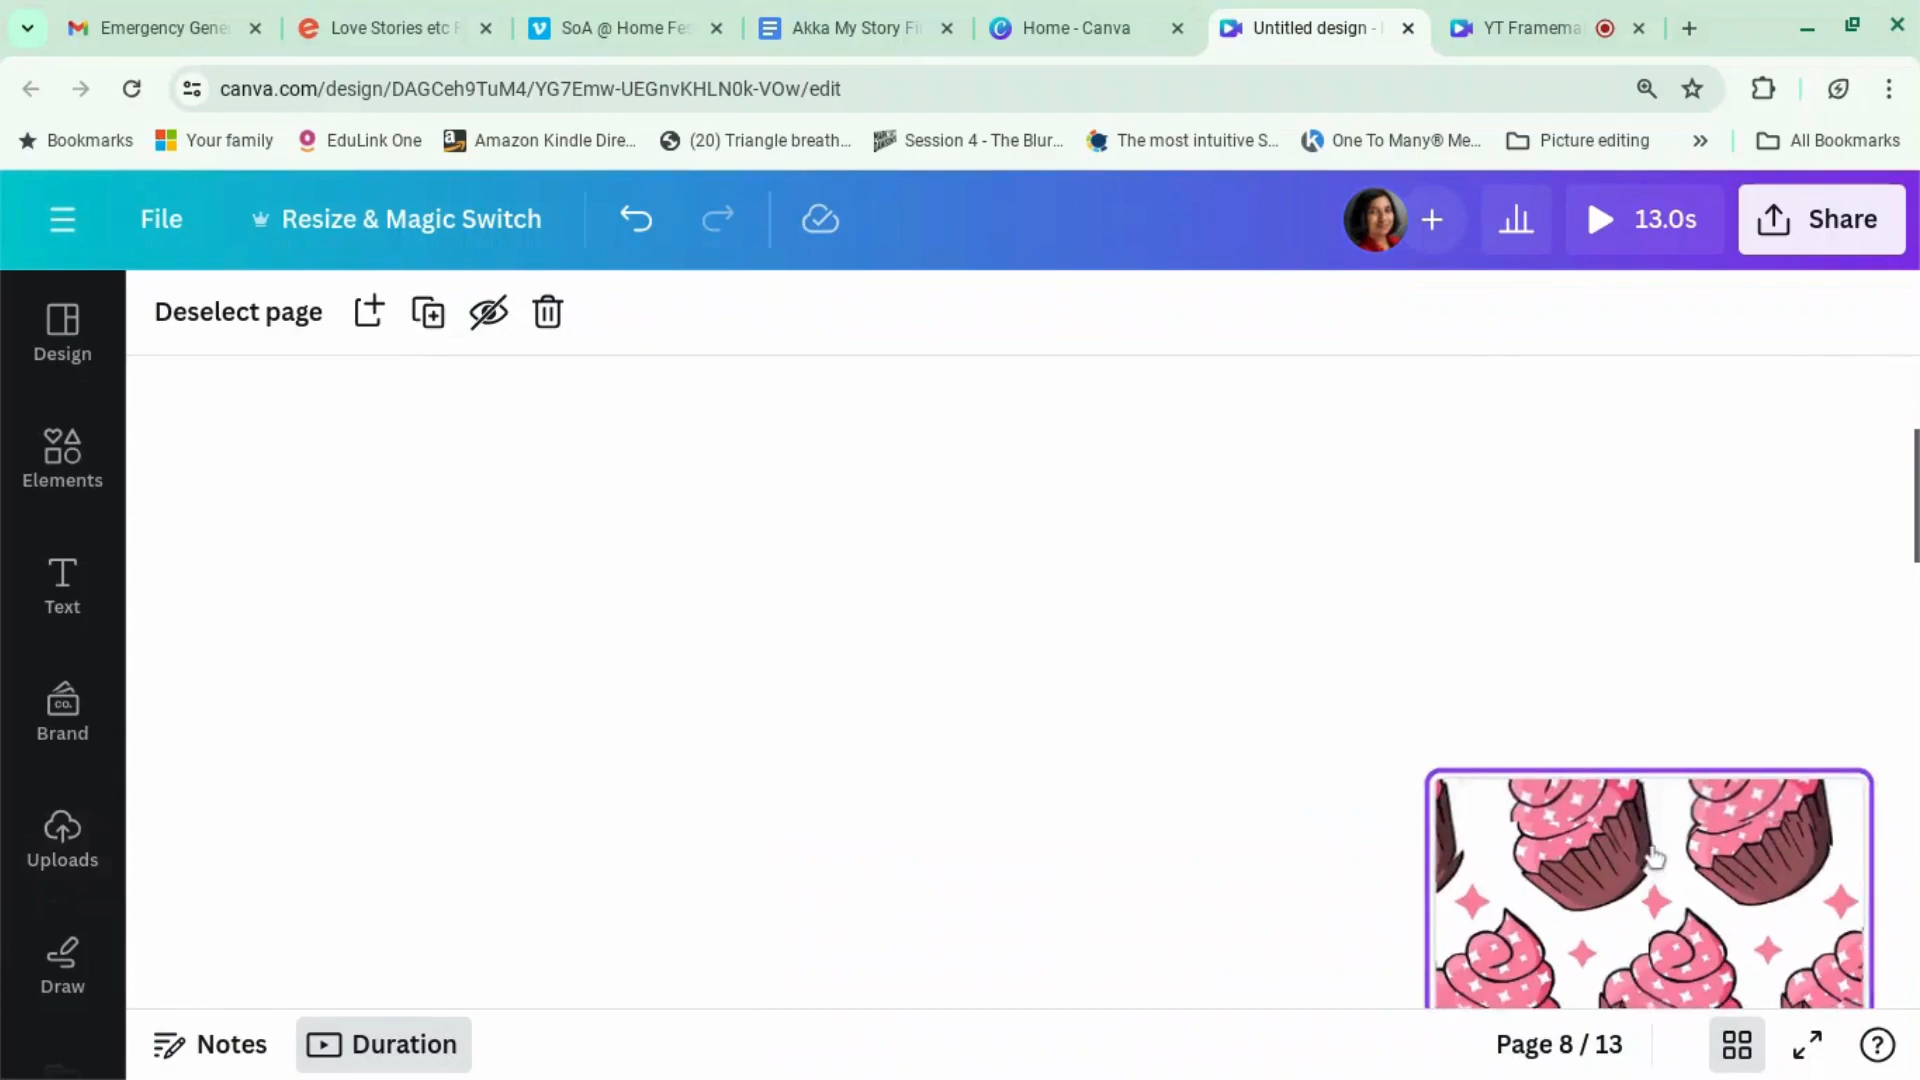 Emergency Gene
Love Stories etc F
SoA @ Home Fes
Akka My Story Fi
Home - Canva
Untitled design -
YT Framema
canva.com/design/DAGCeh9TuM4/YG7Emw-UEGnvKHLN0k-VOw/edit
Bookmarks
Your family
EduLink One
Amazon Kindle Dire...
(20) Triangle breath...
Session 4 - The Blur...
The most intuitive S...
One To Many® Me...
Picture editing
»
All Bookmarks
File
Resize & Magic Switch
13.0s
Share
Deselect page
Design
Elements
Text
CO.
Brand
Uploads
Draw
Notes
Duration
Page 8 / 13